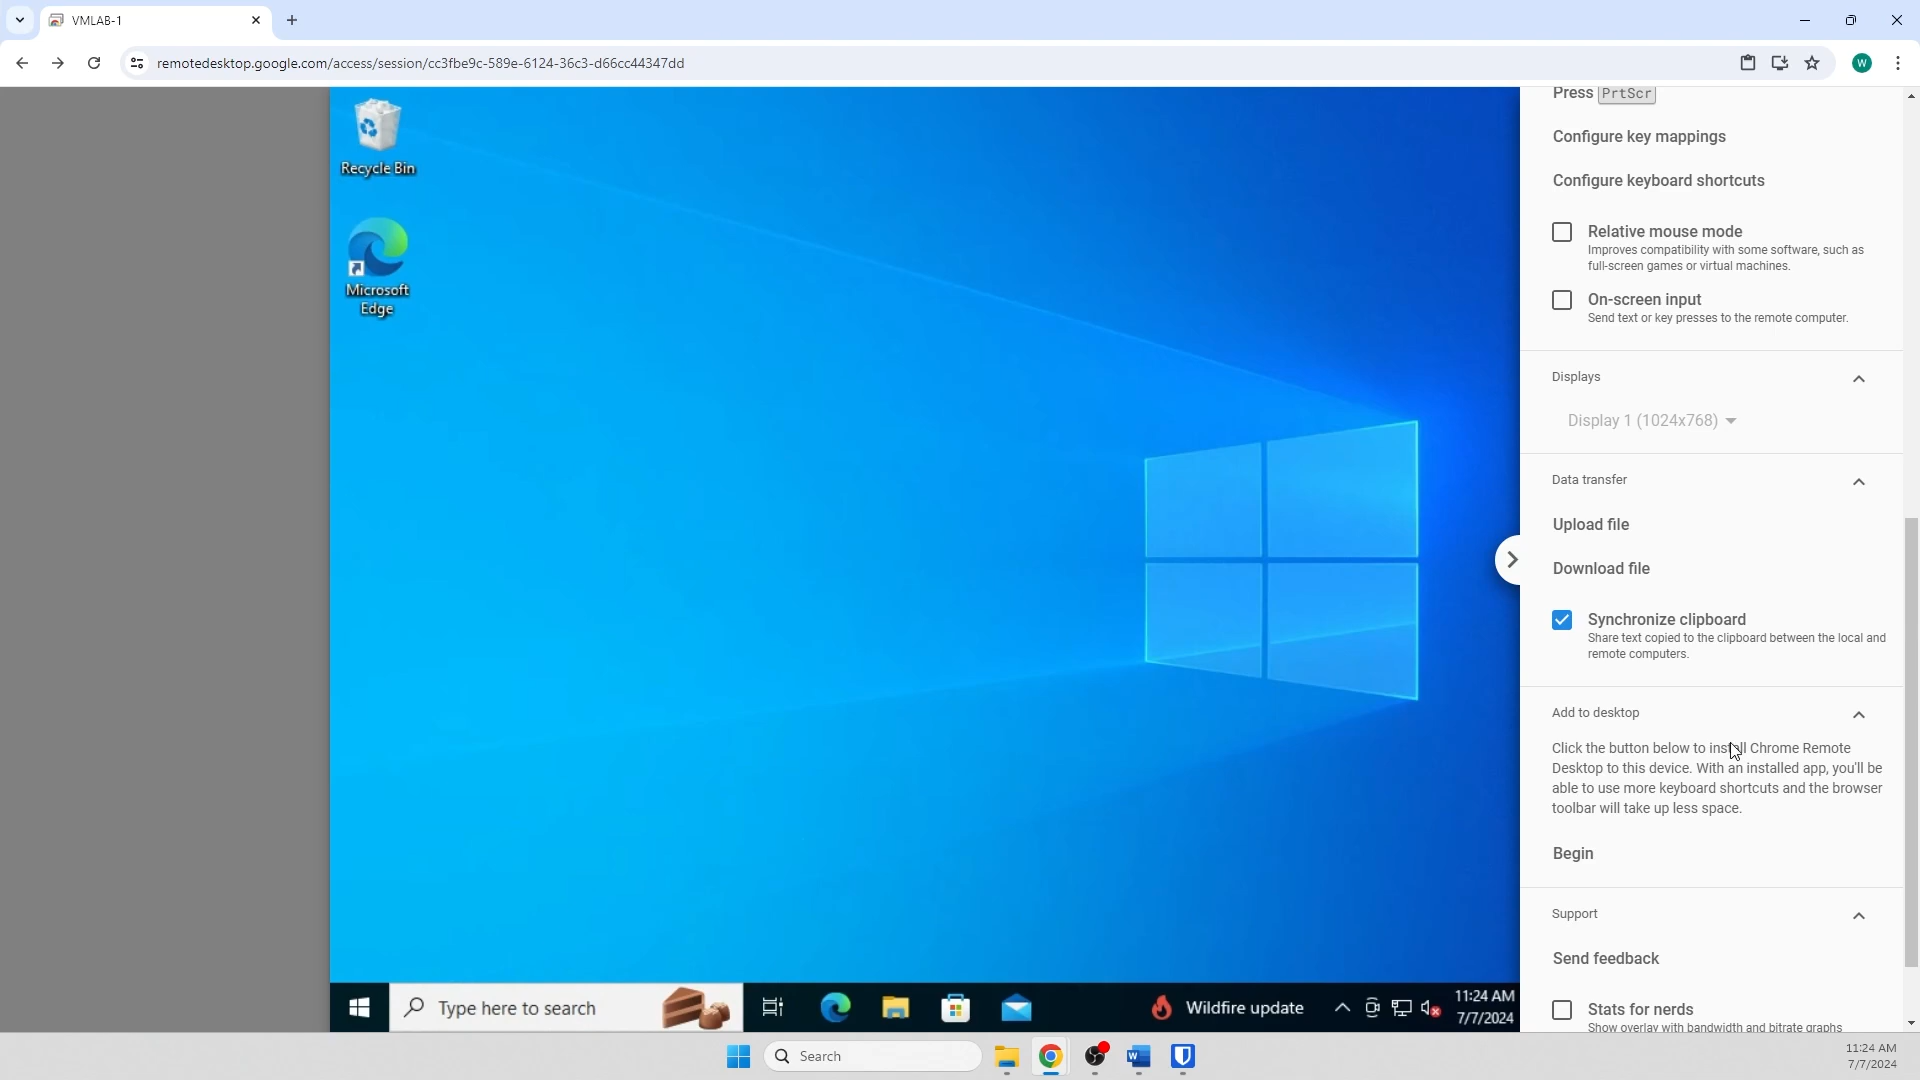 VMLAB-1
remotedesktop.google.com/access/session/cc3fbe9c-589e-6124-36c3-d66cc44347dd
W
Recycle Bin
Microsoft
Edge
Press PrtScr
Configure key mappings
Configure keyboard shortcuts
Relative mouse mode
Improves compatibility with some software, such as
full-screen games or virtual machines.
On-screen input
Send text or key presses to the remote computer.
Displays
Display 1 (1024x768)
Data transfer
Upload file
Download file
Synchronize clipboard
Share text copied to the clipboard between the local and
remote computers.
Add to desktop
Click the button below to install Chrome Remote
Desktop to this device. With an installed app, you'll be
able to use more keyboard shortcuts and the browser
toolbar will take up less space.
Begin
Support
Send feedback
Stats for nerds
Show overlay with bandwidth and bitrate graphs
Type here to search
Wildfire update
11:24 AM
7/7/2024
Search
W
11:24 AM
7/7/2024